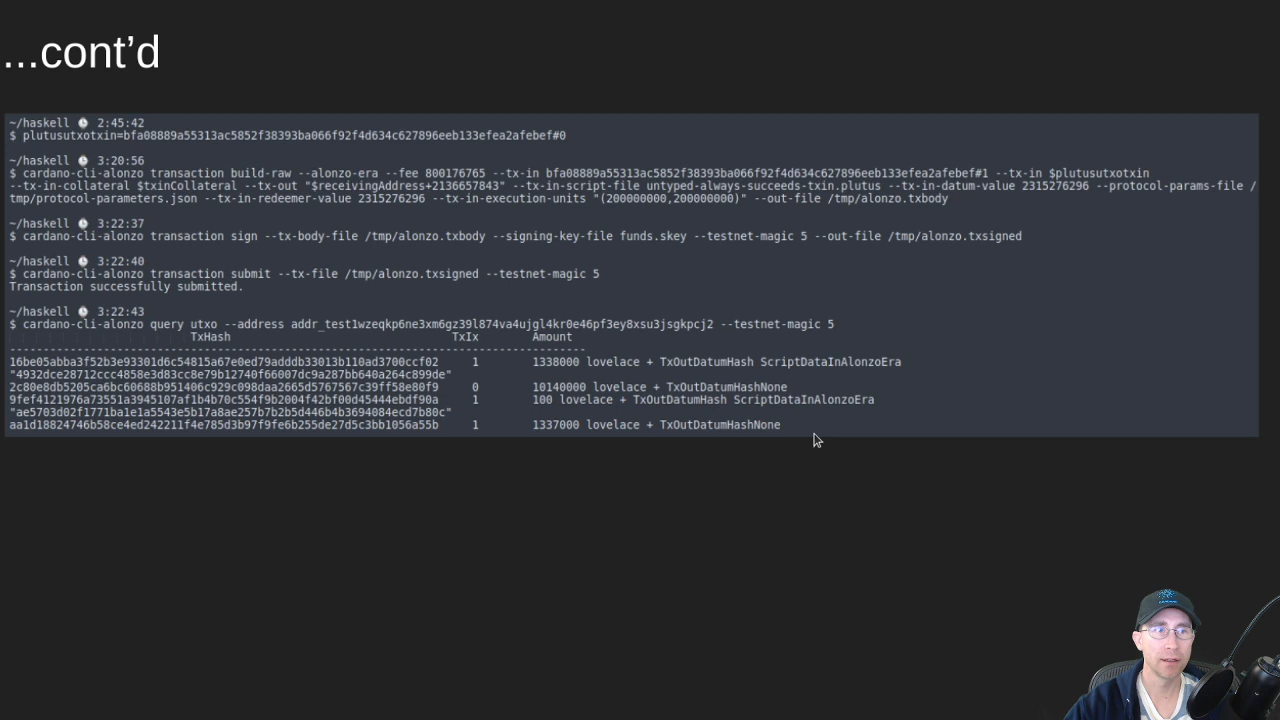 ...cont’d
~/haskell 2:45:42
$ plutusutxotxin=bfa08889a55313ac5852f38393ba066f92f4d634c627896eeb133efea2afebef#0
~/haskell 3:20:56
$ cardano-cli-alonzo transaction build-raw --alonzo-era --fee 800176765 --tx-in bfa08889a55313ac5852f38393ba066f92f4d634c627896eeb133efea2afebef#1 --tx-in $plutusutxotxin
--tx-in-collateral $txinCollateral --tx-out "$receivingAddress+2136657843" --tx-in-script-file untyped-always-succeeds-txin.plutus --tx-in-datum-value 2315276296 --protocol-params-file /
tmp/protocol-parameters.json --tx-in-redeemer-value 2315276296 --tx-in-execution-units "(200000000,200000000)" --out-file /tmp/alonzo.txbody
~/haskell 3:22:37
$ cardano-cli-alonzo transaction sign --tx-body-file /tmp/alonzo.txbody --signing-key-file funds.skey --testnet-magic 5 --out-file /tmp/alonzo.txsigned
~/haskell 3:22:40
$ cardano-cli-alonzo transaction submit --tx-file /tmp/alonzo.txsigned --testnet-magic 5
Transaction successfully submitted.
~/haskell 3:22:43
$ cardano-cli-alonzo query utxo --address addr_test1wzeqkp6ne3xm6gz39l874va4ujgl4kr0e46pf3ey8xsu3jsgkpcj2 --testnet-magic 5
TxHash TxIx Amount
--------------------------------------------------------------------------------------
16be05abba3f52b3e93301d6c54815a67e0ed79adddb33013b110ad3700ccf02 1 1338000 lovelace + TxOutDatumHash ScriptDataInAlonzoEra
"4932dce28712ccc4858e3d83cc8e79b12740f66007dc9a287bb640a264c899de"
2c80e8db5205ca6bc60688b951406c929c098daa2665d5767567c39ff58e80f9 0 10140000 lovelace + TxOutDatumHashNone
9fef4121976a73551a3945107af1b4b70c554f9b2004f42bf00d45444ebdf90a 1 100 lovelace + TxOutDatumHash ScriptDataInAlonzoEra
"ae5703d02f1771ba1e1a5543e5b17a8ae257b7b2b5d446b4b3694084ecd7b80c"
aa1d18824746b58ce4ed242211f4e785d3b97f9fe6b255de27d5c3bb1056a55b 1 1337000 lovelace + TxOutDatumHashNone